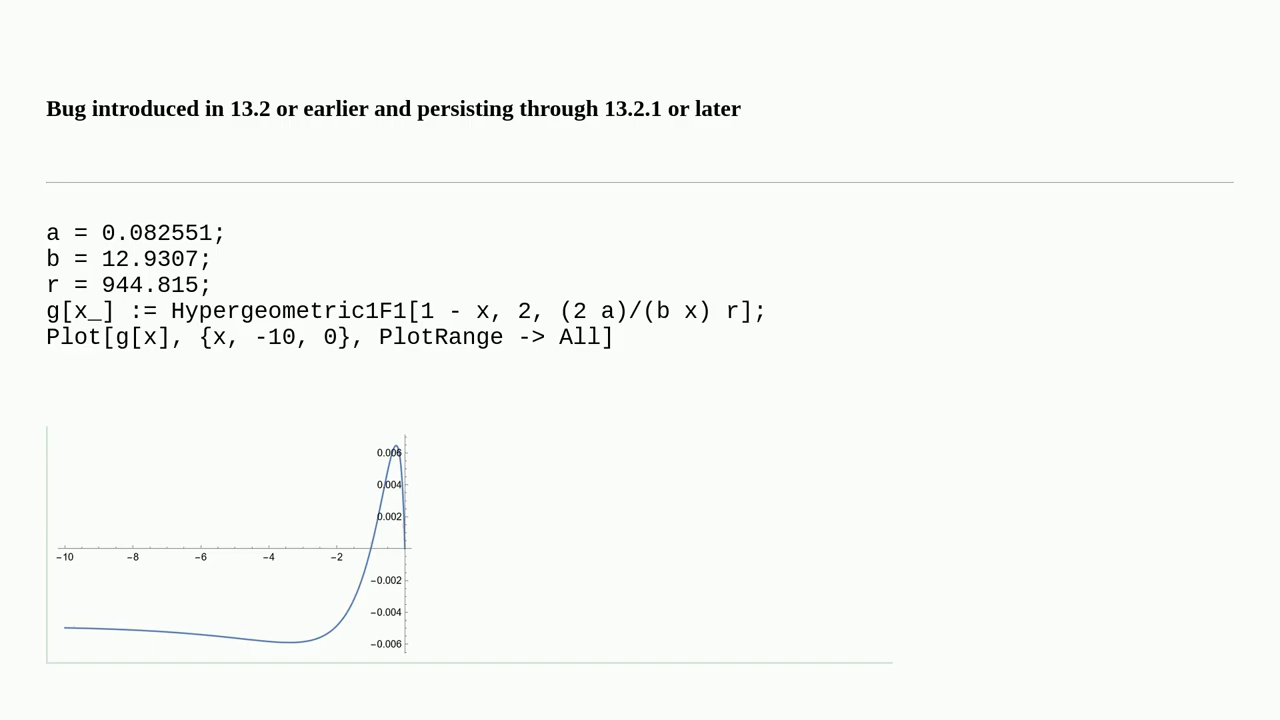 Bug introduced in 13.2 or earlier and persisting through 13.2.1 or later
a = 0.082551;
b = 12.9307;
r = 944.815;
g[x_] := Hypergeometric1F1[1 - x, 2, (2 a)/(b x) r];
Plot[g[x], {x, -10, 0}, PlotRange -> All]
0.006
0.004
0.002
−10 −8 −6 −4 −2
−0.002
−0.004
−0.006